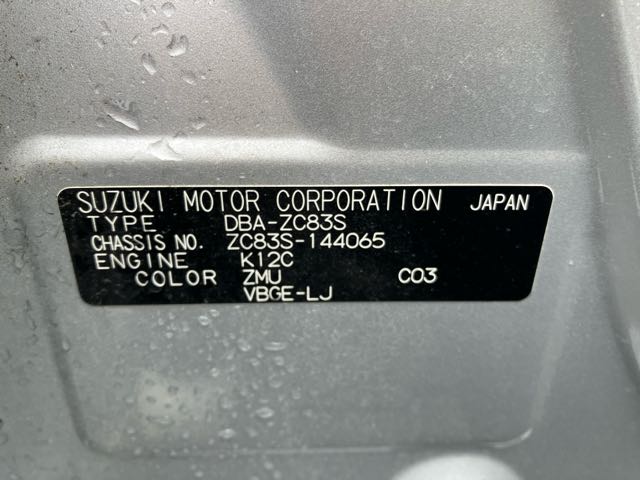 SUZUKI MOTOR CORPORATION JAPAN
TYPE DBA-ZC83S
CHASSIS NO. ZC83S-144065
ENGINE K12C
COLOR ZMU C03
VBGE-LJ